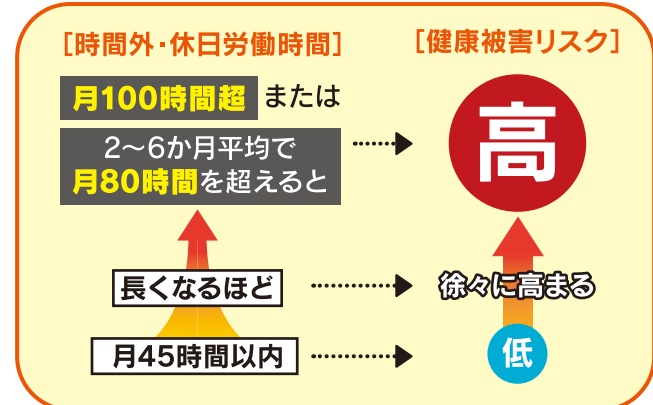 [時間外・休日労働時間]
[健康被害リスク]
月100時間超 または
2〜6か月平均で
月80時間を超えると
高
長くなるほど
徐々に高まる
月45時間以内
低